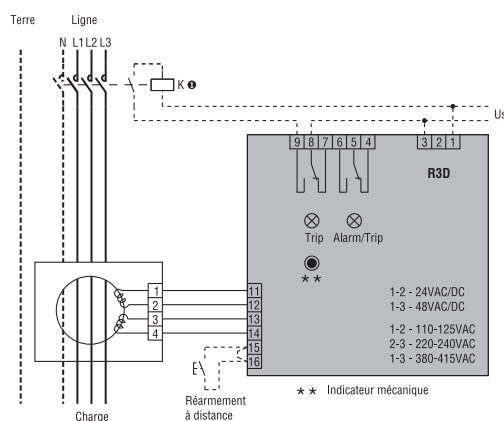 Terre
Ligne
N L1 L2 L3
K ❶
Us
9 8 7 6 5 4
3 2 1
R3D
Trip
Alarm/Trip
* *
1
2
3
4
11
12
13
14
15
16
1-2 - 24VAC/DC
1-3 - 48VAC/DC
1-2 - 110-125VAC
2-3 - 220-240VAC
1-3 - 380-415VAC
E
Réarmement
à distance
* * Indicateur mécanique
Charge